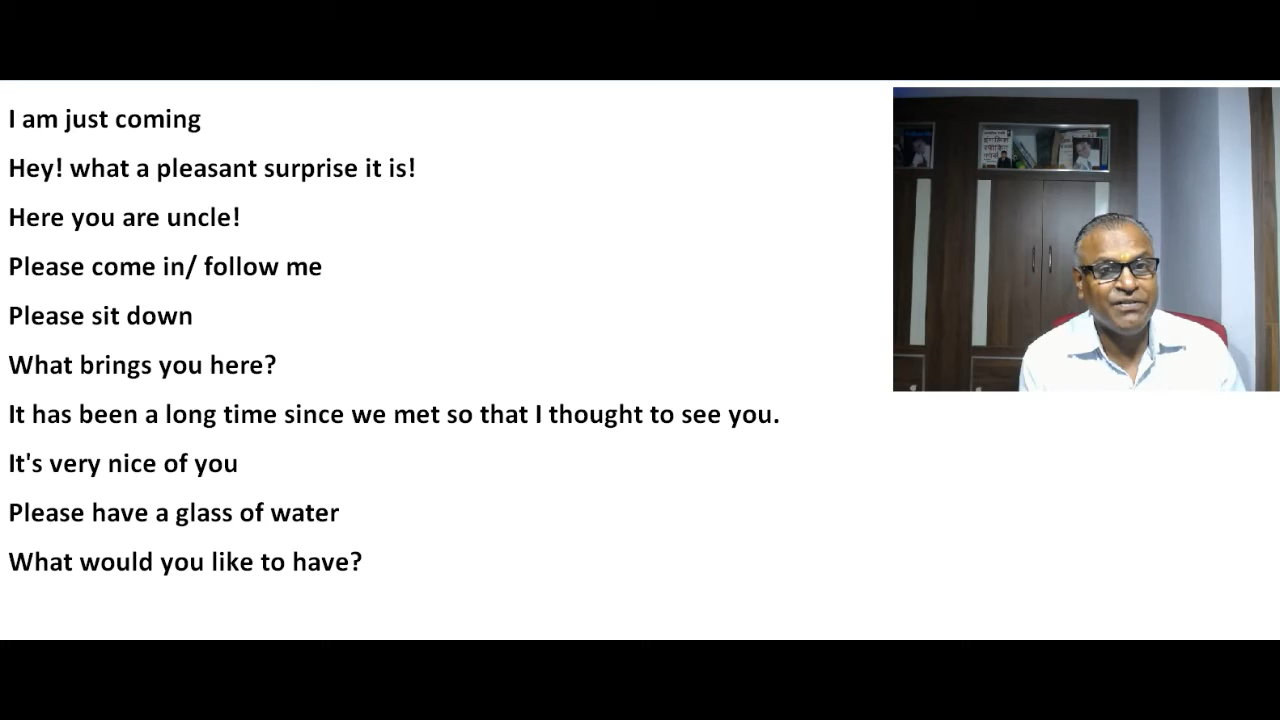 I am just coming
Hey! what a pleasant surprise it is!
Here you are uncle!
Please come in/ follow me
Please sit down
What brings you here?
It has been a long time since we met so that I thought to see you.
It's very nice of you
Please have a glass of water
What would you like to have?